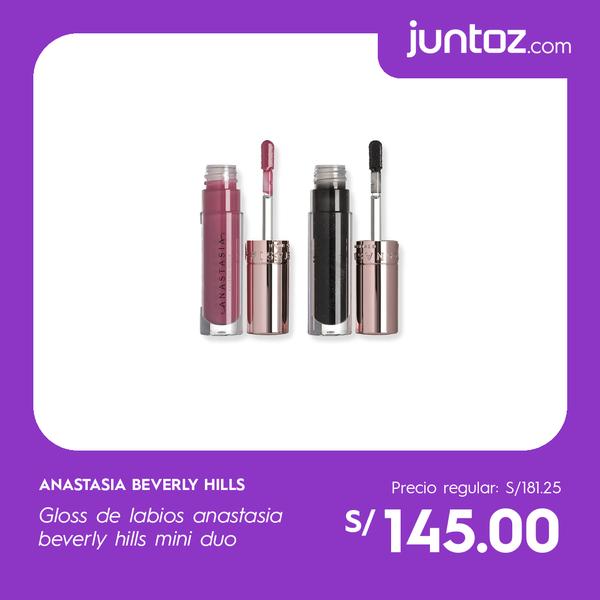 juntoz.com
ANASTASIA
ANASTASIA BEVERLY HILLS
Gloss de labios anastasia
beverly hills mini duo
Precio regular: S/181.25
S/ 145.00